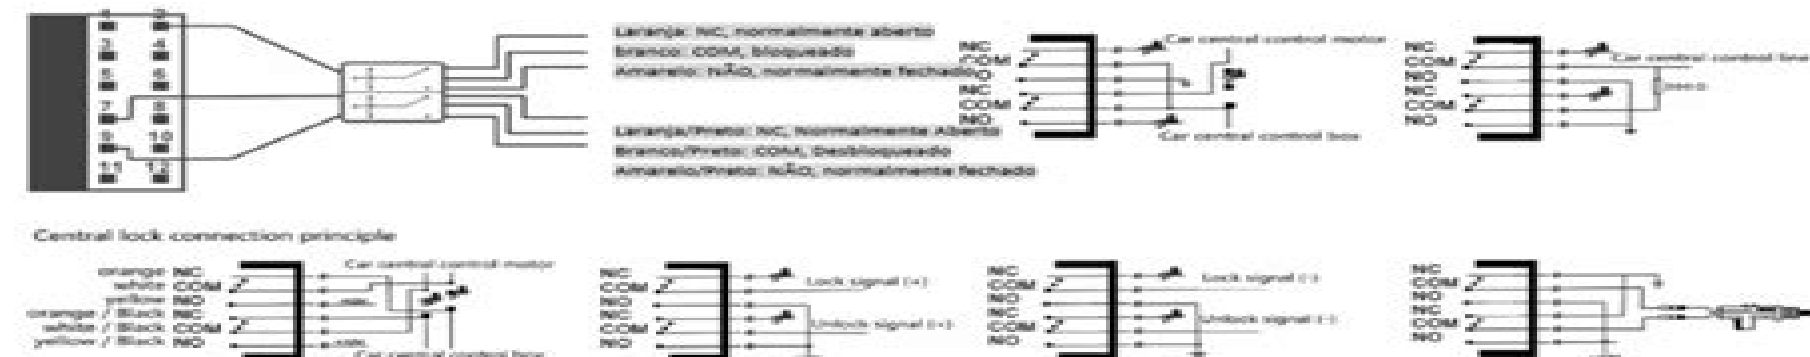 1 2
3 4
5 6
7 8
9 10
11 12
Laranja: NC, normalmente aberto
branco: COM, bloqueado
Amarelo: NÃO, normalmente fechado
Laranja/Preto: NC, Normalmente Aberto
Branco/Preto: COM, Desbloqueado
Amarelo/Preto: NÃO, normalmente fechado
NC
COM
NO
NC
COM
NO
Car central control motor
Car central control box
NC
COM
NO
NC
COM
NO
Car central control line
Central lock connection principle
orange NC
white COM
yellow NO
orange / Black NC
white / Black COM
yellow / Black NO
Car central control motor
Car central control box
NC
COM
NO
NC
COM
NO
Lock signal (+)
Unlock signal (+)
NC
COM
NO
NC
COM
NO
Lock signal (-)
Unlock signal (-)
NC
COM
NO
NC
COM
NO